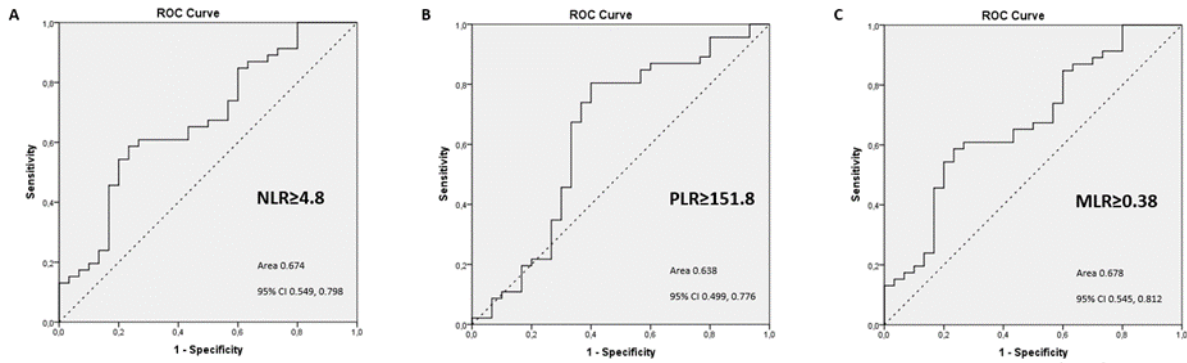 A
ROC Curve
Sensitivity
1,0
0,8
0,6
0,4
0,2
0,0
NLR≥4.8
Area 0.674
95% CI 0.549, 0.798
0,0 0,2 0,4 0,6 0,8 1,0
1 - Specificity
B
ROC Curve
Sensitivity
1,0
0,8
0,6
0,4
0,2
0,0
PLR≥151.8
Area 0.638
95% CI 0.499, 0.776
0,0 0,2 0,4 0,6 0,8 1,0
1 - Specificity
C
ROC Curve
Sensitivity
1,0
0,8
0,6
0,4
0,2
0,0
MLR≥0.38
Area 0.678
95% CI 0.545, 0.812
0,0 0,2 0,4 0,6 0,8 1,0
1 - Specificity